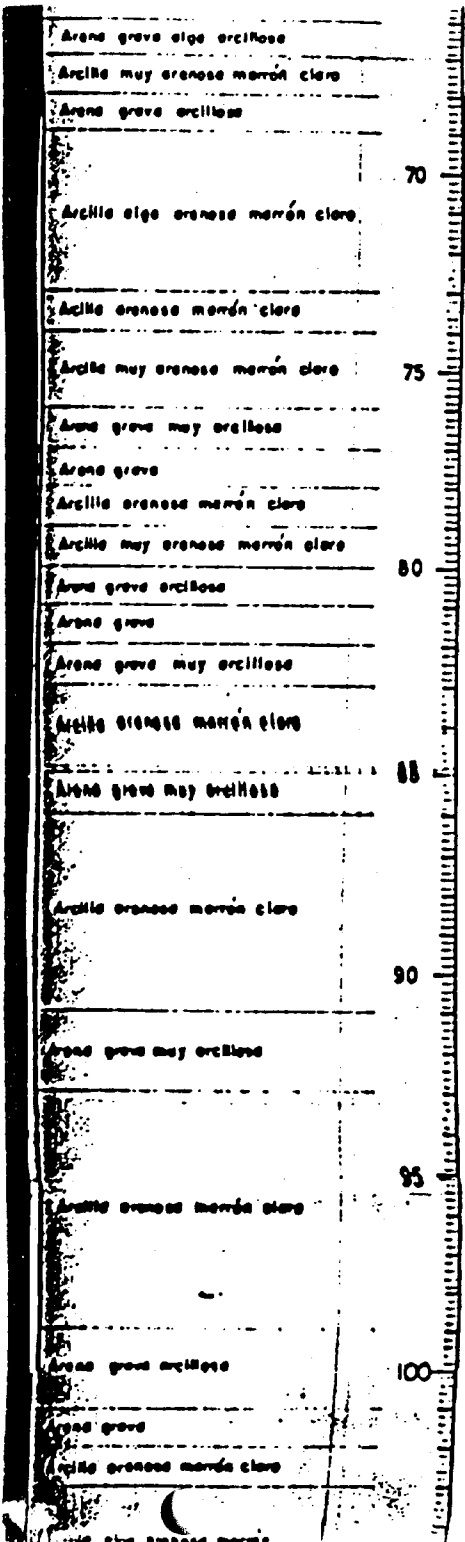 Arena grava algo arcillosa
Arcilla muy arenosa marrón claro
Arena grava arcillosa
70
Arcilla algo arenosa marrón claro
Arcilla arenosa marrón claro
75
Arcilla muy arenosa marrón claro
Arena grava muy arcillosa
Arena grava
Arcilla arenosa marrón claro
Arcilla muy arenosa marrón claro
80
Arena grava arcillosa
Arena grava
Arena grava muy arcillosa
Arcilla arenosa marrón claro
85
Arena grava muy arcillosa
Arcilla arenosa marrón claro
90
Arena grava muy arcillosa
95
Arcilla arenosa marrón claro
Arena grava arcillosa
100
Arena grava
Arcilla arenosa marrón claro
algo arenosa marrón